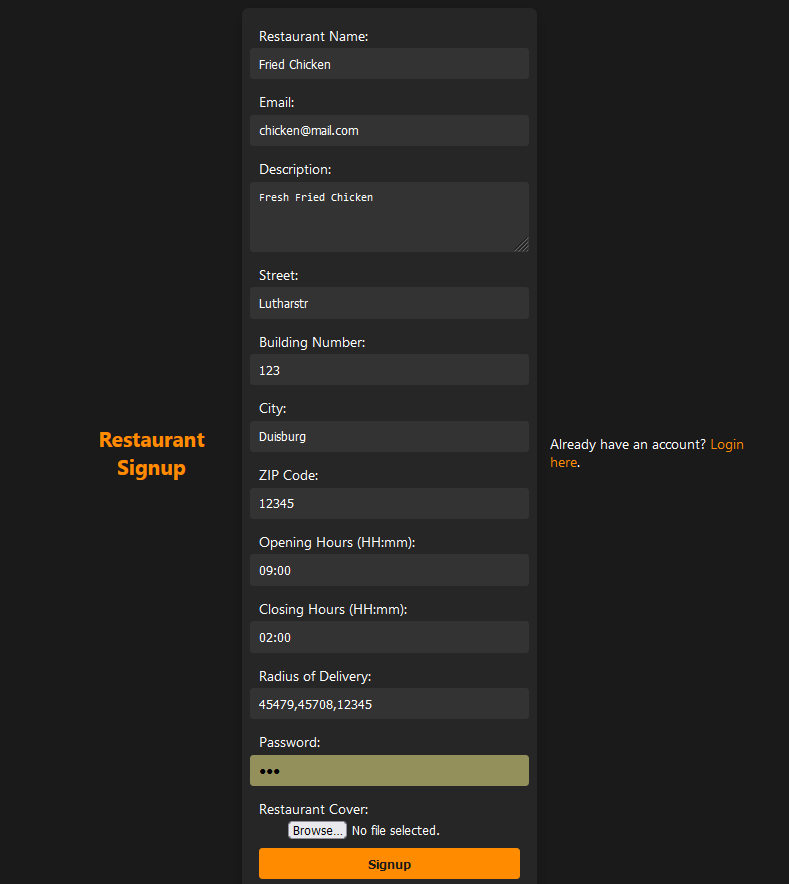 Restaurant Name:
Fried Chicken
Email:
chicken@mail.com
Description:
Fresh Fried Chicken
Street:
Lutharstr
Building Number:
123
City:
Duisburg
Restaurant
Signup
Already have an account? Login
here.
ZIP Code:
12345
Opening Hours (HH:mm):
09:00
Closing Hours (HH:mm):
02:00
Radius of Delivery:
45479,45708,12345
Password:
●●●
Restaurant Cover:
Browse... No file selected.
Signup